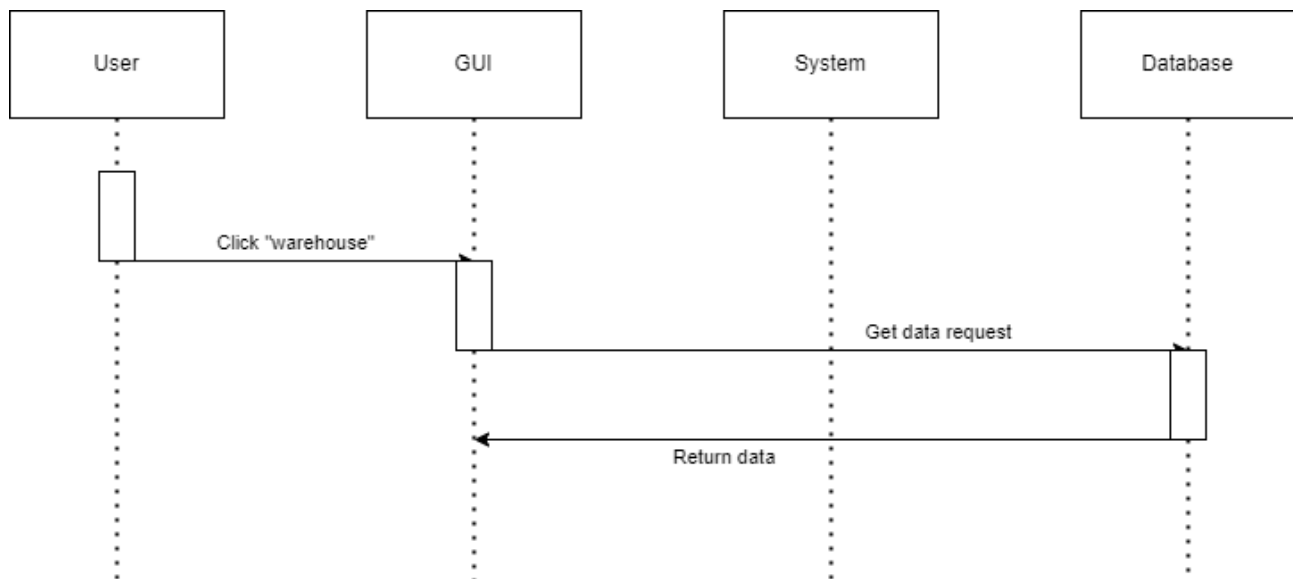 User
GUI
System
Database
Click "warehouse"
Get data request
Return data